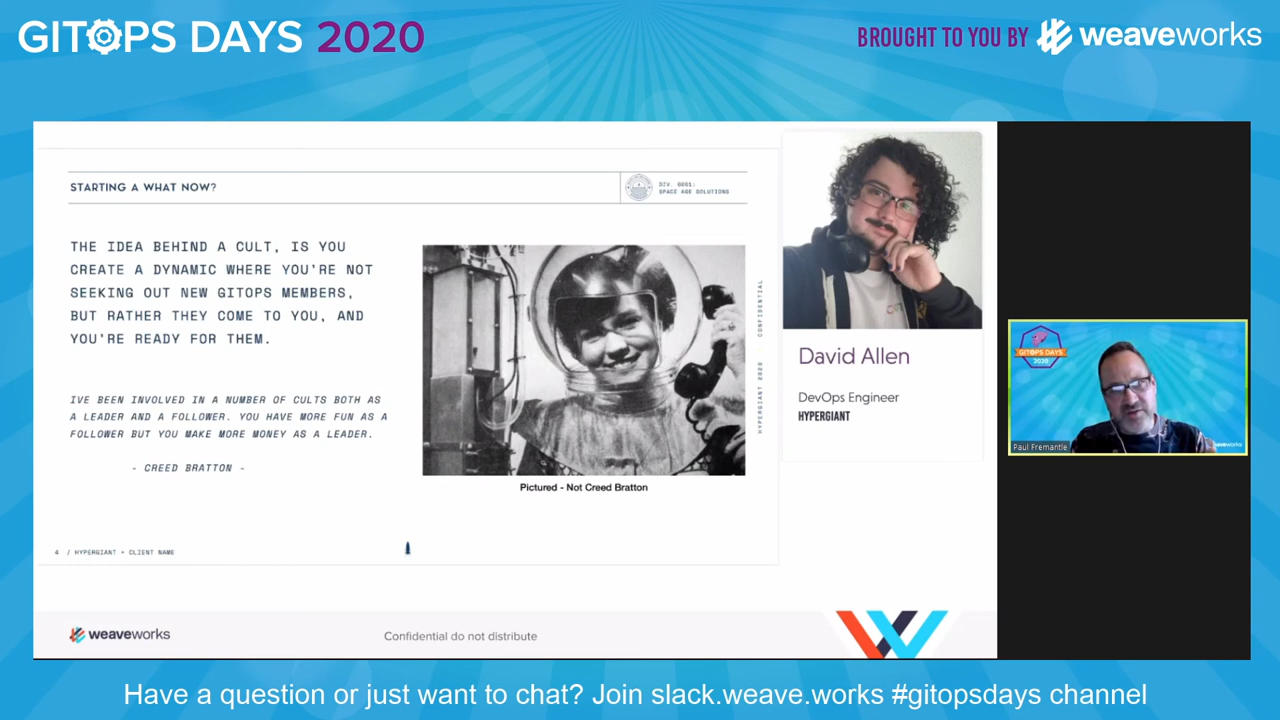 GITOPS DAYS 2020
BROUGHT TO YOU BY weaveworks
STARTING A WHAT NOW?
DIV. 0001:
SPACE AGE SOLUTIONS
THE IDEA BEHIND A CULT, IS YOU
CREATE A DYNAMIC WHERE YOU'RE NOT
SEEKING OUT NEW GITOPS MEMBERS,
BUT RATHER THEY COME TO YOU, AND
YOU'RE READY FOR THEM.
IVE BEEN INVOLVED IN A NUMBER OF CULTS BOTH AS
A LEADER AND A FOLLOWER. YOU HAVE MORE FUN AS A
FOLLOWER BUT YOU MAKE MORE MONEY AS A LEADER.
- CREED BRATTON -
Pictured - Not Creed Bratton
HYPERGIANT 2020 CONFIDENTIAL
4 / HYPERGIANT + CLIENT NAME
David Allen
DevOps Engineer
HYPERGIANT
GITOPS DAYS
2020
Paul Fremantle
weaveworks
Confidential do not distribute
Have a question or just want to chat? Join slack.weave.works #gitopsdays channel